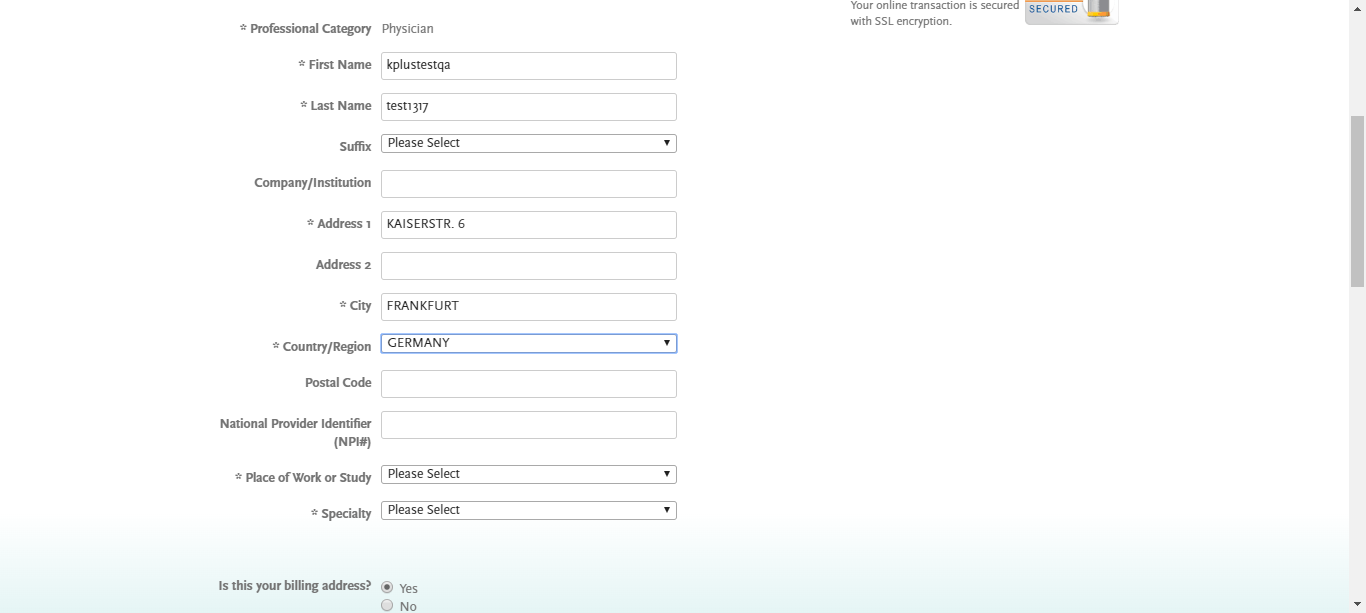 Your online transaction is secured
with SSL encryption.
SECURED
* Professional Category Physician
* First Name kplustestqa
* Last Name test1317
Suffix Please Select
Company/Institution
* Address 1 KAISERSTR. 6
Address 2
* City FRANKFURT
* Country/Region GERMANY
Postal Code
National Provider Identifier
(NPI#)
* Place of Work or Study Please Select
* Specialty Please Select
Is this your billing address? Yes
No